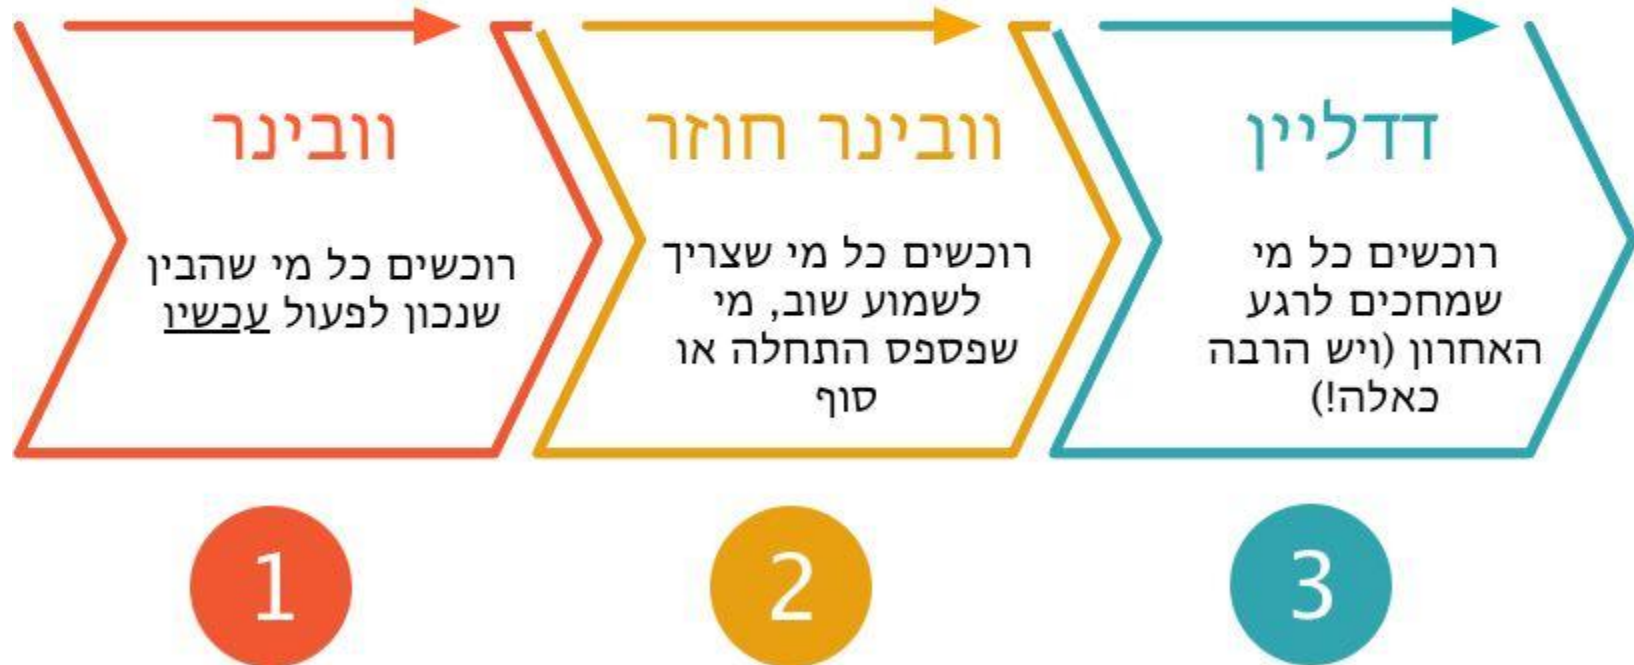 וובינר
רוכשים כל מי שהבין
שנכון לפעול עכשיו
1
וובינר חוזר
רוכשים כל מי שצריך
לשמוע שוב, מי
שפספס התחלה או
סוף
2
דדליין
רוכשים כל מי
שמחכים לרגע
האחרון (ויש הרבה
כאלה!)
3